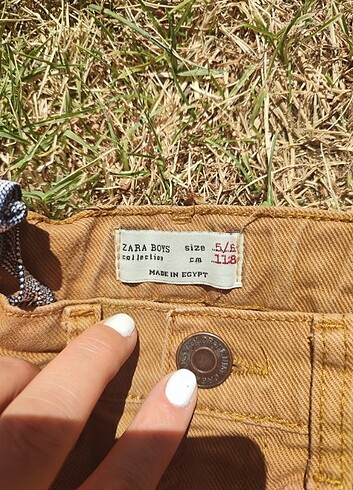 ZARA BOYS size 5/6
collection cm 118
MADE IN EGYPT